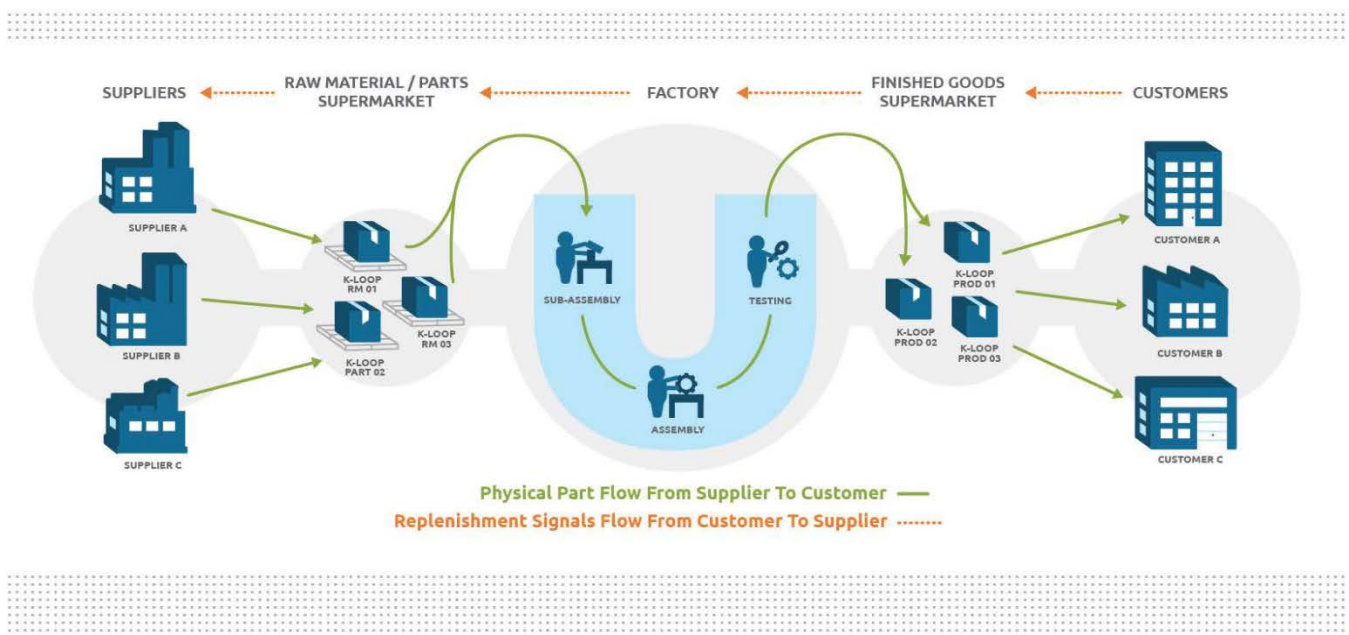 SUPPLIERS
RAW MATERIAL / PARTS
SUPERMARKET
FACTORY
FINISHED GOODS
SUPERMARKET
CUSTOMERS
SUPPLIER A
SUPPLIER B
SUPPLIER C
K-LOOP
RM 01
K-LOOP
RM 03
K-LOOP
PART 02
SUB-ASSEMBLY
TESTING
ASSEMBLY
K-LOOP
PROD 01
K-LOOP
PROD 02
K-LOOP
PROD 03
CUSTOMER A
CUSTOMER B
CUSTOMER C
Physical Part Flow From Supplier To Customer
Replenishment Signals Flow From Customer To Supplier